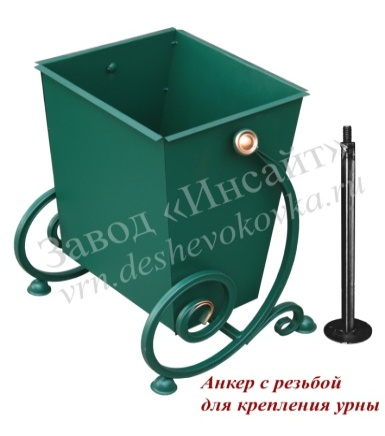 Завод «Инсайт»
vrn.deshevokovka.ru
Анкер с резьбой
для крепления урны